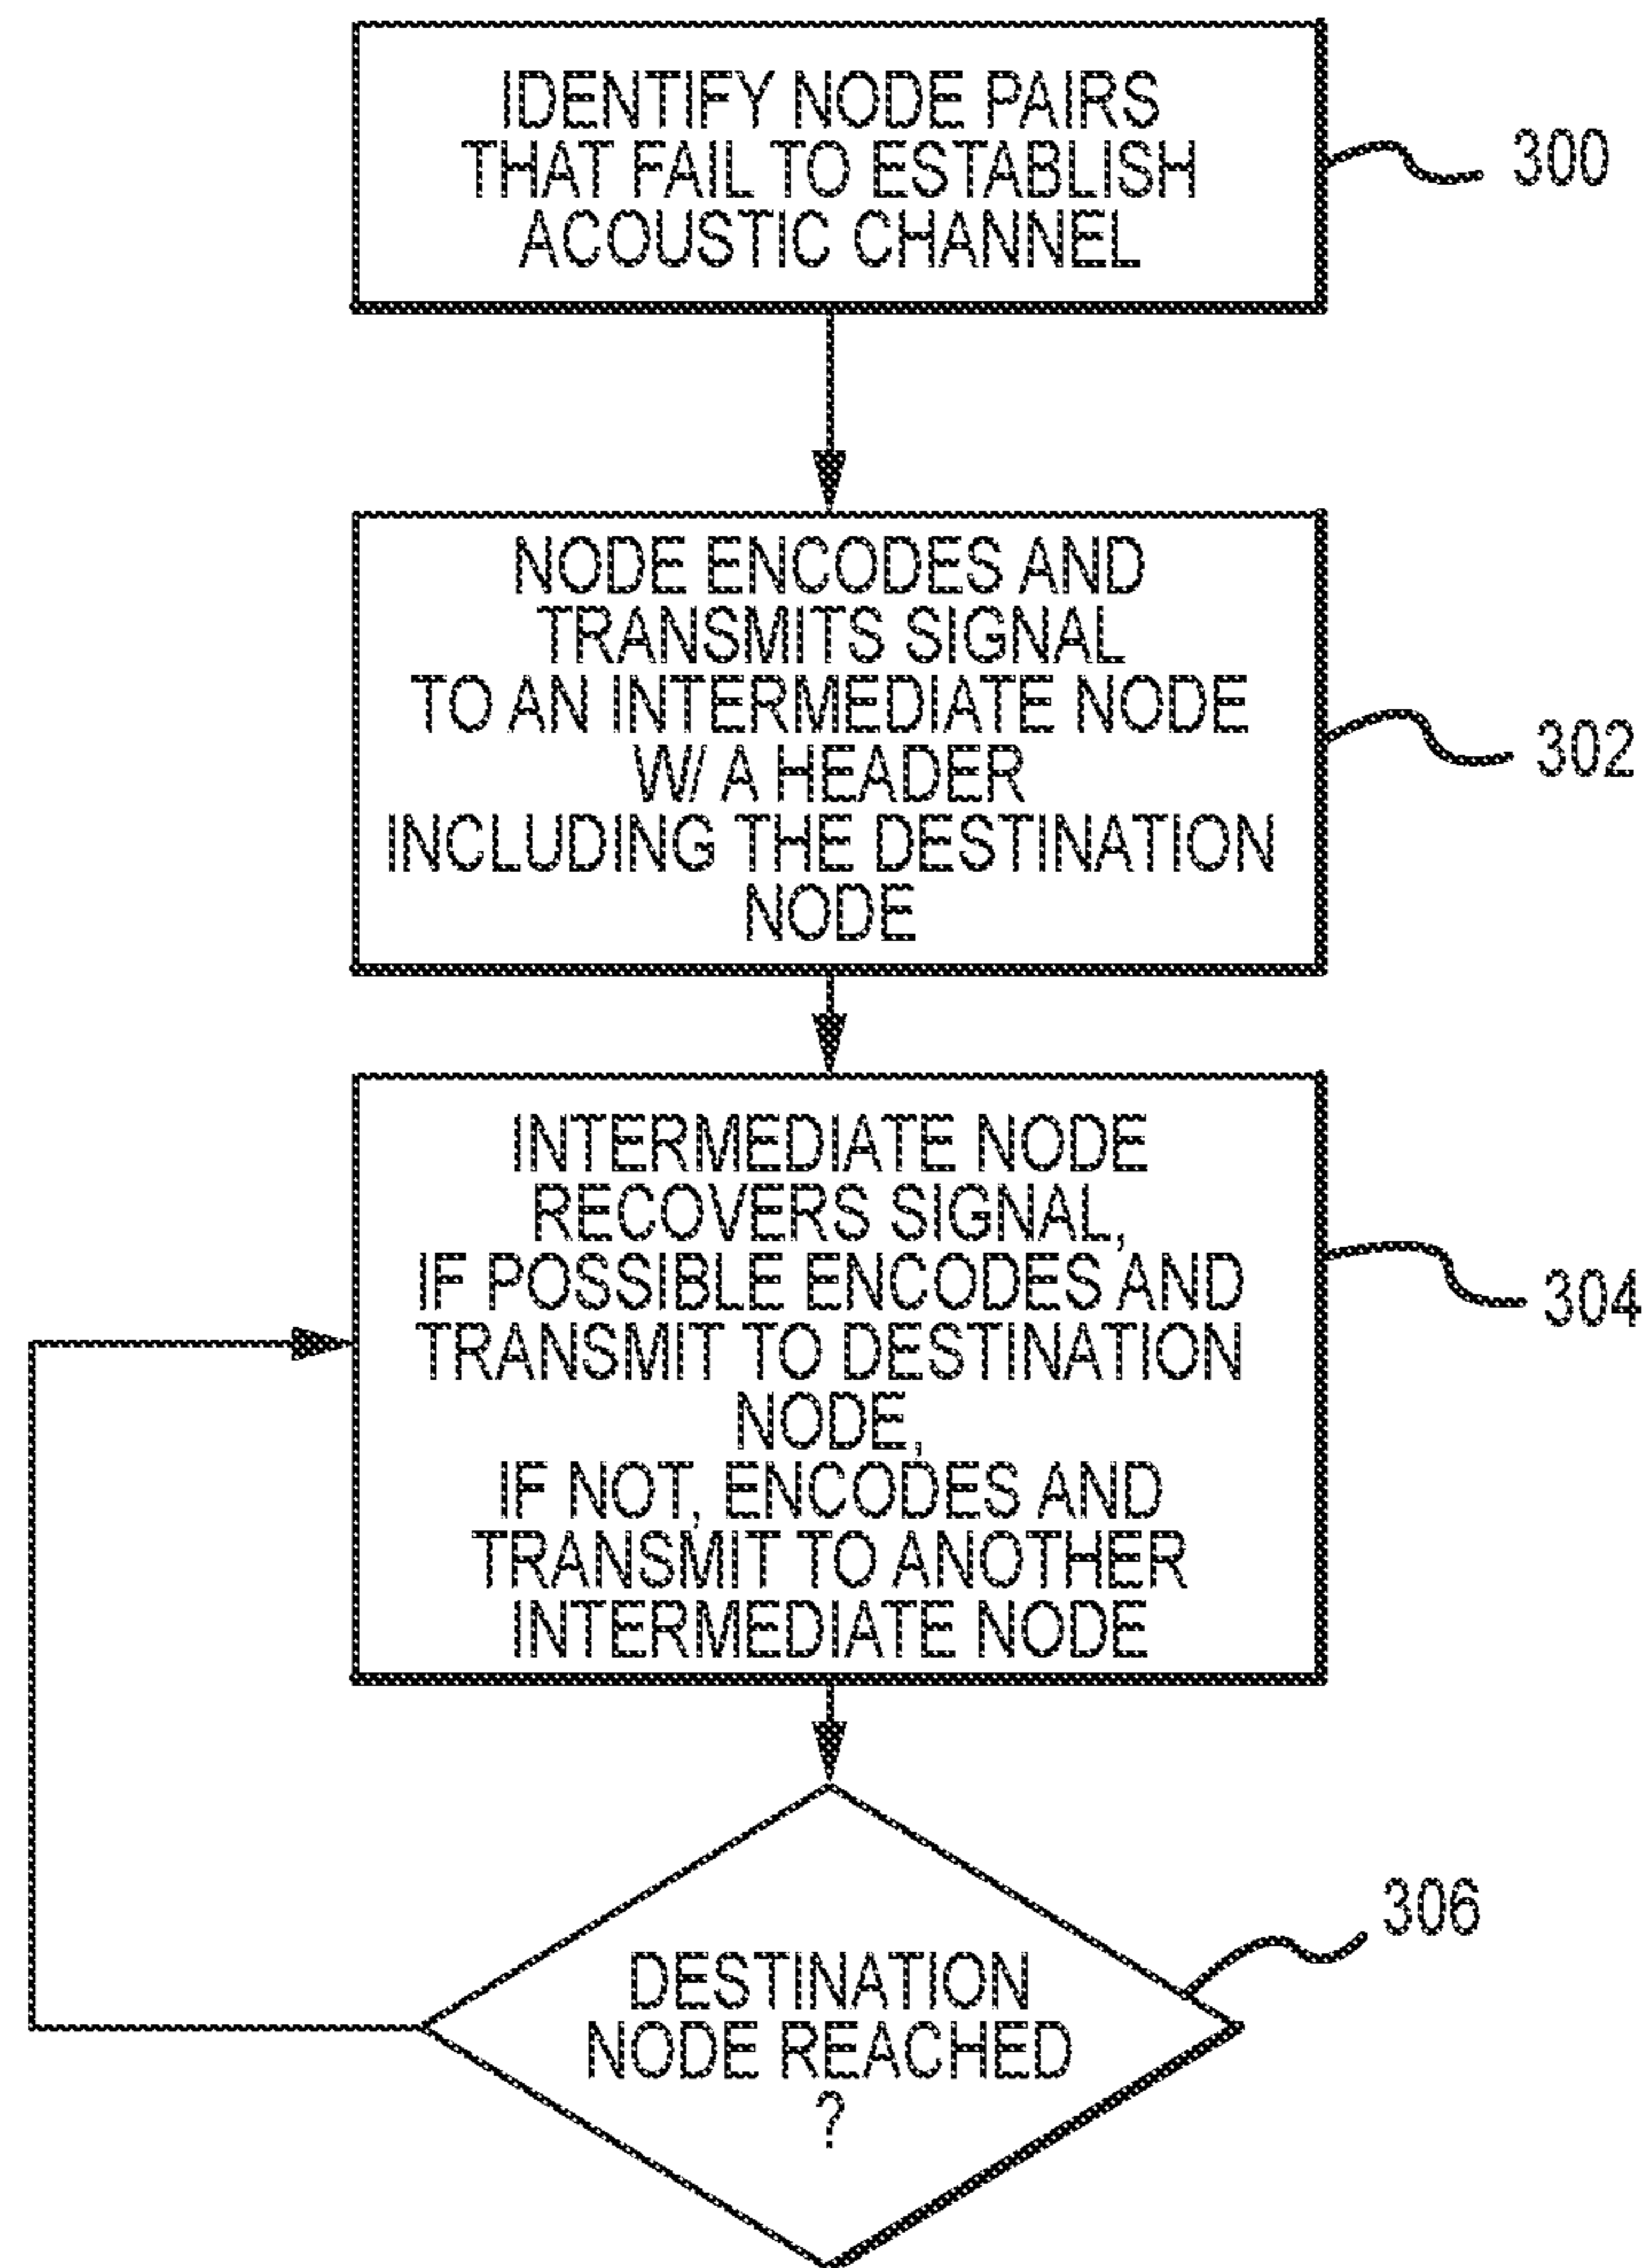 IDENTIFY NODE PAIRS
THAT FAIL TO ESTABLISH
ACOUSTIC CHANNEL
300
NODE ENCODES AND
TRANSMITS SIGNAL
TO AN INTERMEDIATE NODE
W/ A HEADER
INCLUDING THE DESTINATION
NODE
302
INTERMEDIATE NODE
RECOVERS SIGNAL,
IF POSSIBLE ENCODES AND
TRANSMIT TO DESTINATION
NODE,
IF NOT, ENCODES AND
TRANSMIT TO ANOTHER
INTERMEDIATE NODE
304
DESTINATION
NODE REACHED
?
306